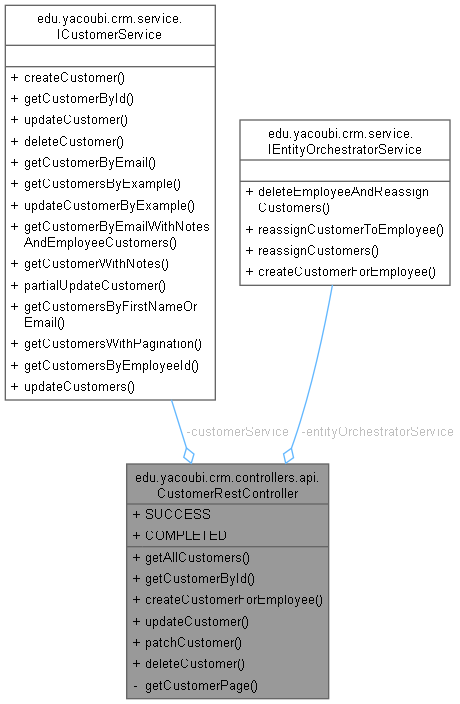 edu.yacoubi.crm.service.
ICustomerService
+ createCustomer()
+ getCustomerById()
+ updateCustomer()
+ deleteCustomer()
+ getCustomerByEmail()
+ getCustomersByExample()
+ updateCustomerByExample()
+ getCustomerByEmailWithNotes
AndEmployeeCustomers()
+ getCustomerWithNotes()
+ partialUpdateCustomer()
+ getCustomersByFirstNameOr
Email()
+ getCustomersWithPagination()
+ getCustomersByEmployeeId()
+ updateCustomers()
edu.yacoubi.crm.service.
IEntityOrchestratorService
+ deleteEmployeeAndReassign
Customers()
+ reassignCustomerToEmployee()
+ reassignCustomers()
+ createCustomerForEmployee()
-customerService
-entityOrchestratorService
edu.yacoubi.crm.controllers.api.
CustomerRestController
+ SUCCESS
+ COMPLETED
+ getAllCustomers()
+ getCustomerById()
+ createCustomerForEmployee()
+ updateCustomer()
+ patchCustomer()
+ deleteCustomer()
- getCustomerPage()